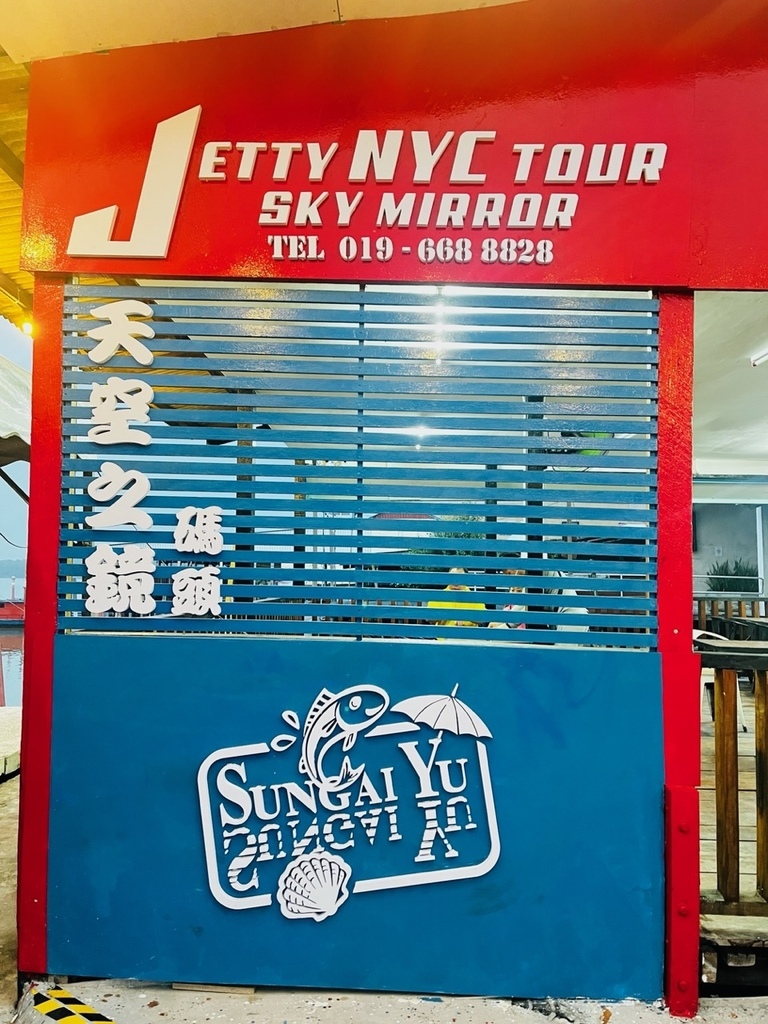 JETTY NYC TOUR
SKY MIRROR
TEL 019-668 8828
天空之鏡
碼頭
SUNGAI YU
SUNGAI YU